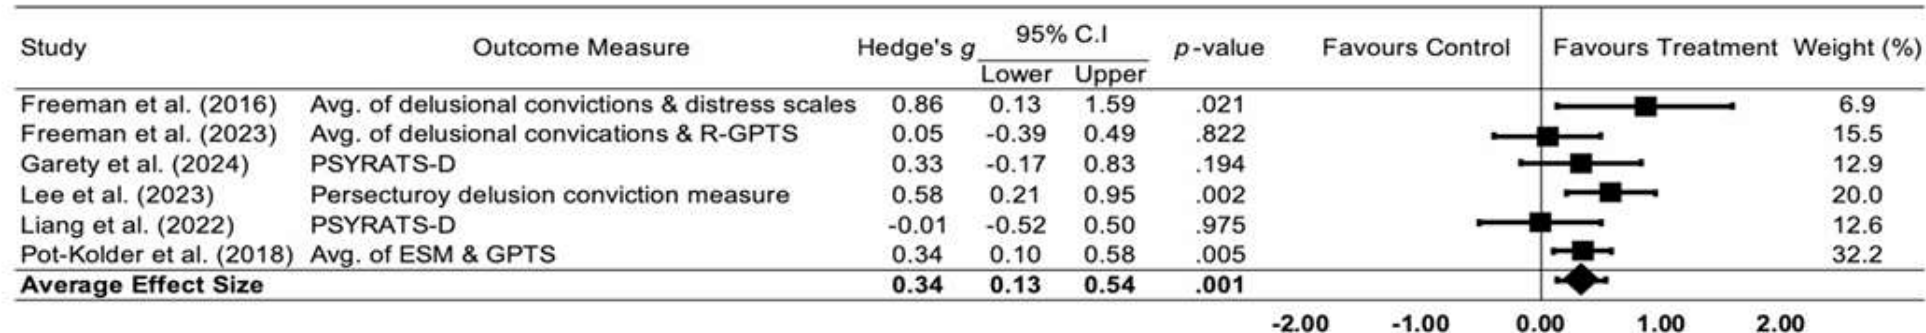 Study Outcome Measure Hedge's g 95% C.I p-value Favours Control Favours Treatment Weight (%)
Lower Upper
Freeman et al. (2016) Avg. of delusional convictions & distress scales 0.86 0.13 1.59 .021 6.9
Freeman et al. (2023) Avg. of delusional convications & R-GPTS 0.05 -0.39 0.49 .822 15.5
Garety et al. (2024) PSYRATS-D 0.33 -0.17 0.83 .194 12.9
Lee et al. (2023) Persecturoy delusion conviction measure 0.58 0.21 0.95 .002 20.0
Liang et al. (2022) PSYRATS-D -0.01 -0.52 0.50 .975 12.6
Pot-Kolder et al. (2018) Avg. of ESM & GPTS 0.34 0.10 0.58 .005 32.2
Average Effect Size 0.34 0.13 0.54 .001
-2.00 -1.00 0.00 1.00 2.00